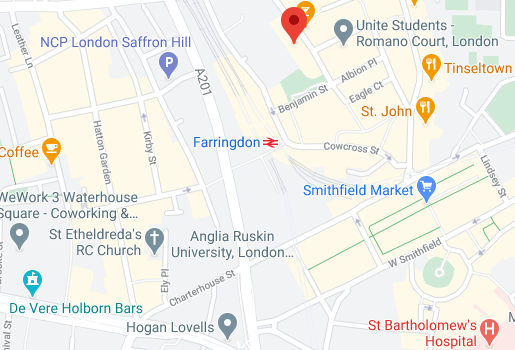 Leather Ln
NCP London Saffron Hill
P
A201
Unite Students -
Romano Court, London
Albion Pl
Tinseltown
Eagle Ct
Benjamin St
St. John
Hatton Garden
Kirby St
Farringdon
Cowcross St
Coffee
Lindsey St
Smithfield Market
WeWork 3 Waterhouse
Square - Coworking &...
St Etheldreda's
RC Church
Anglia Ruskin
University, London...
W Smithfield
Ely Pl
Charterhouse St
De Vere Holborn Bars
Hogan Lovells
St Bartholomew's
Hospital
H